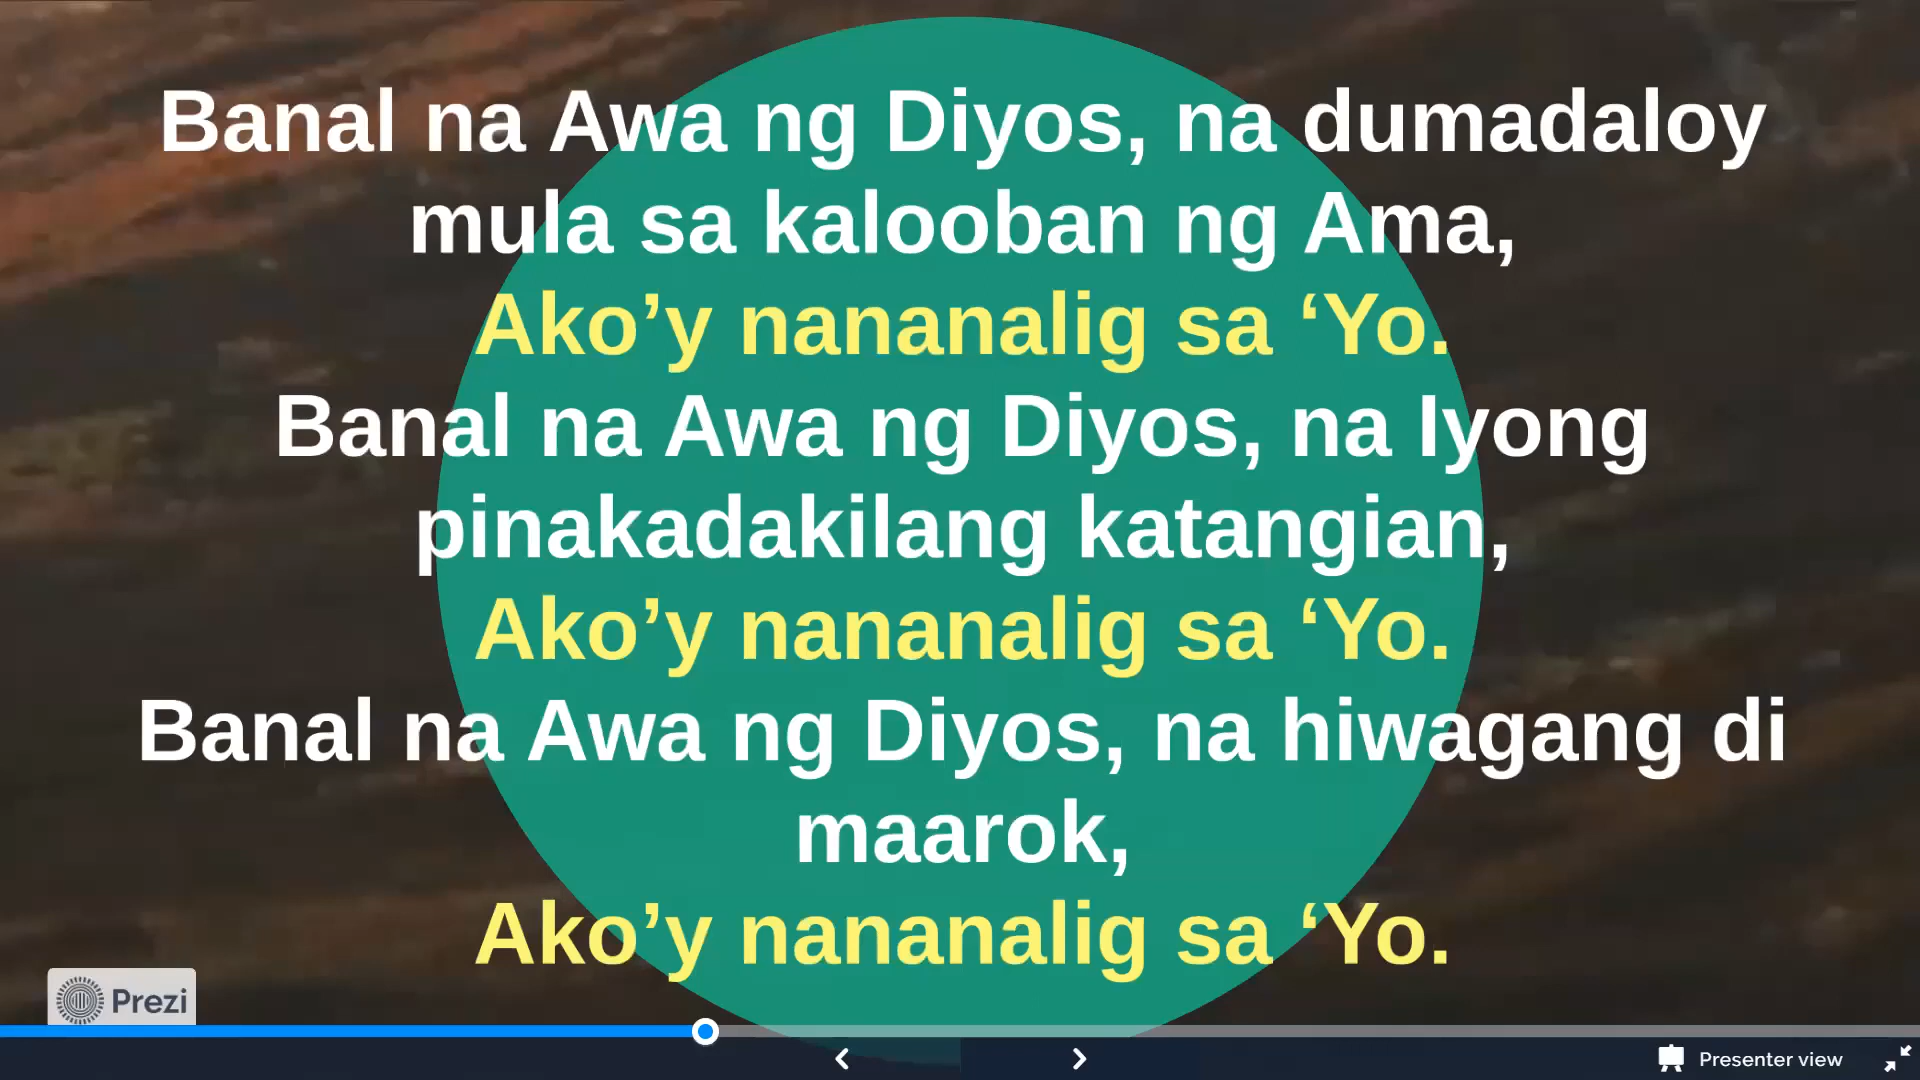 Banal na Awa ng Diyos, na dumadaloy
mula sa kalooban ng Ama,
Ako’y nananalig sa ‘Yo.
Banal na Awa ng Diyos, na Iyong
pinakadakilang katangian,
Ako’y nananalig sa ‘Yo.
Banal na Awa ng Diyos, na hiwagang di
maarok,
Ako’y nananalig sa ‘Yo.
Prezi
Presenter view